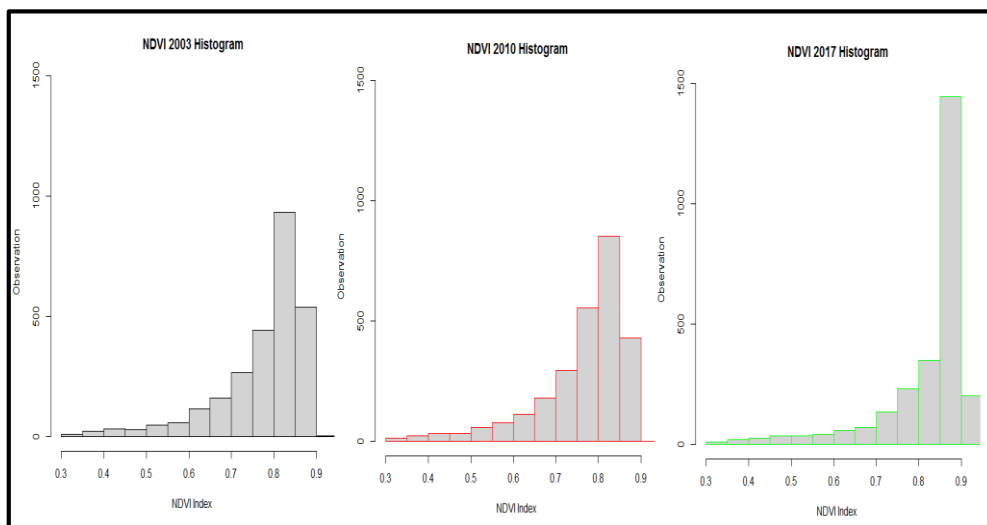 NDVI 2003 Histogram
1500
1000
500
0
Observation
0.3 0.4 0.5 0.6 0.7 0.8 0.9
NDVI Index
NDVI 2010 Histogram
1500
1000
500
0
Observation
0.3 0.4 0.5 0.6 0.7 0.8 0.9
NDVI Index
NDVI 2017 Histogram
1500
1000
500
0
Observation
0.3 0.4 0.5 0.6 0.7 0.8 0.9
NDVI Index